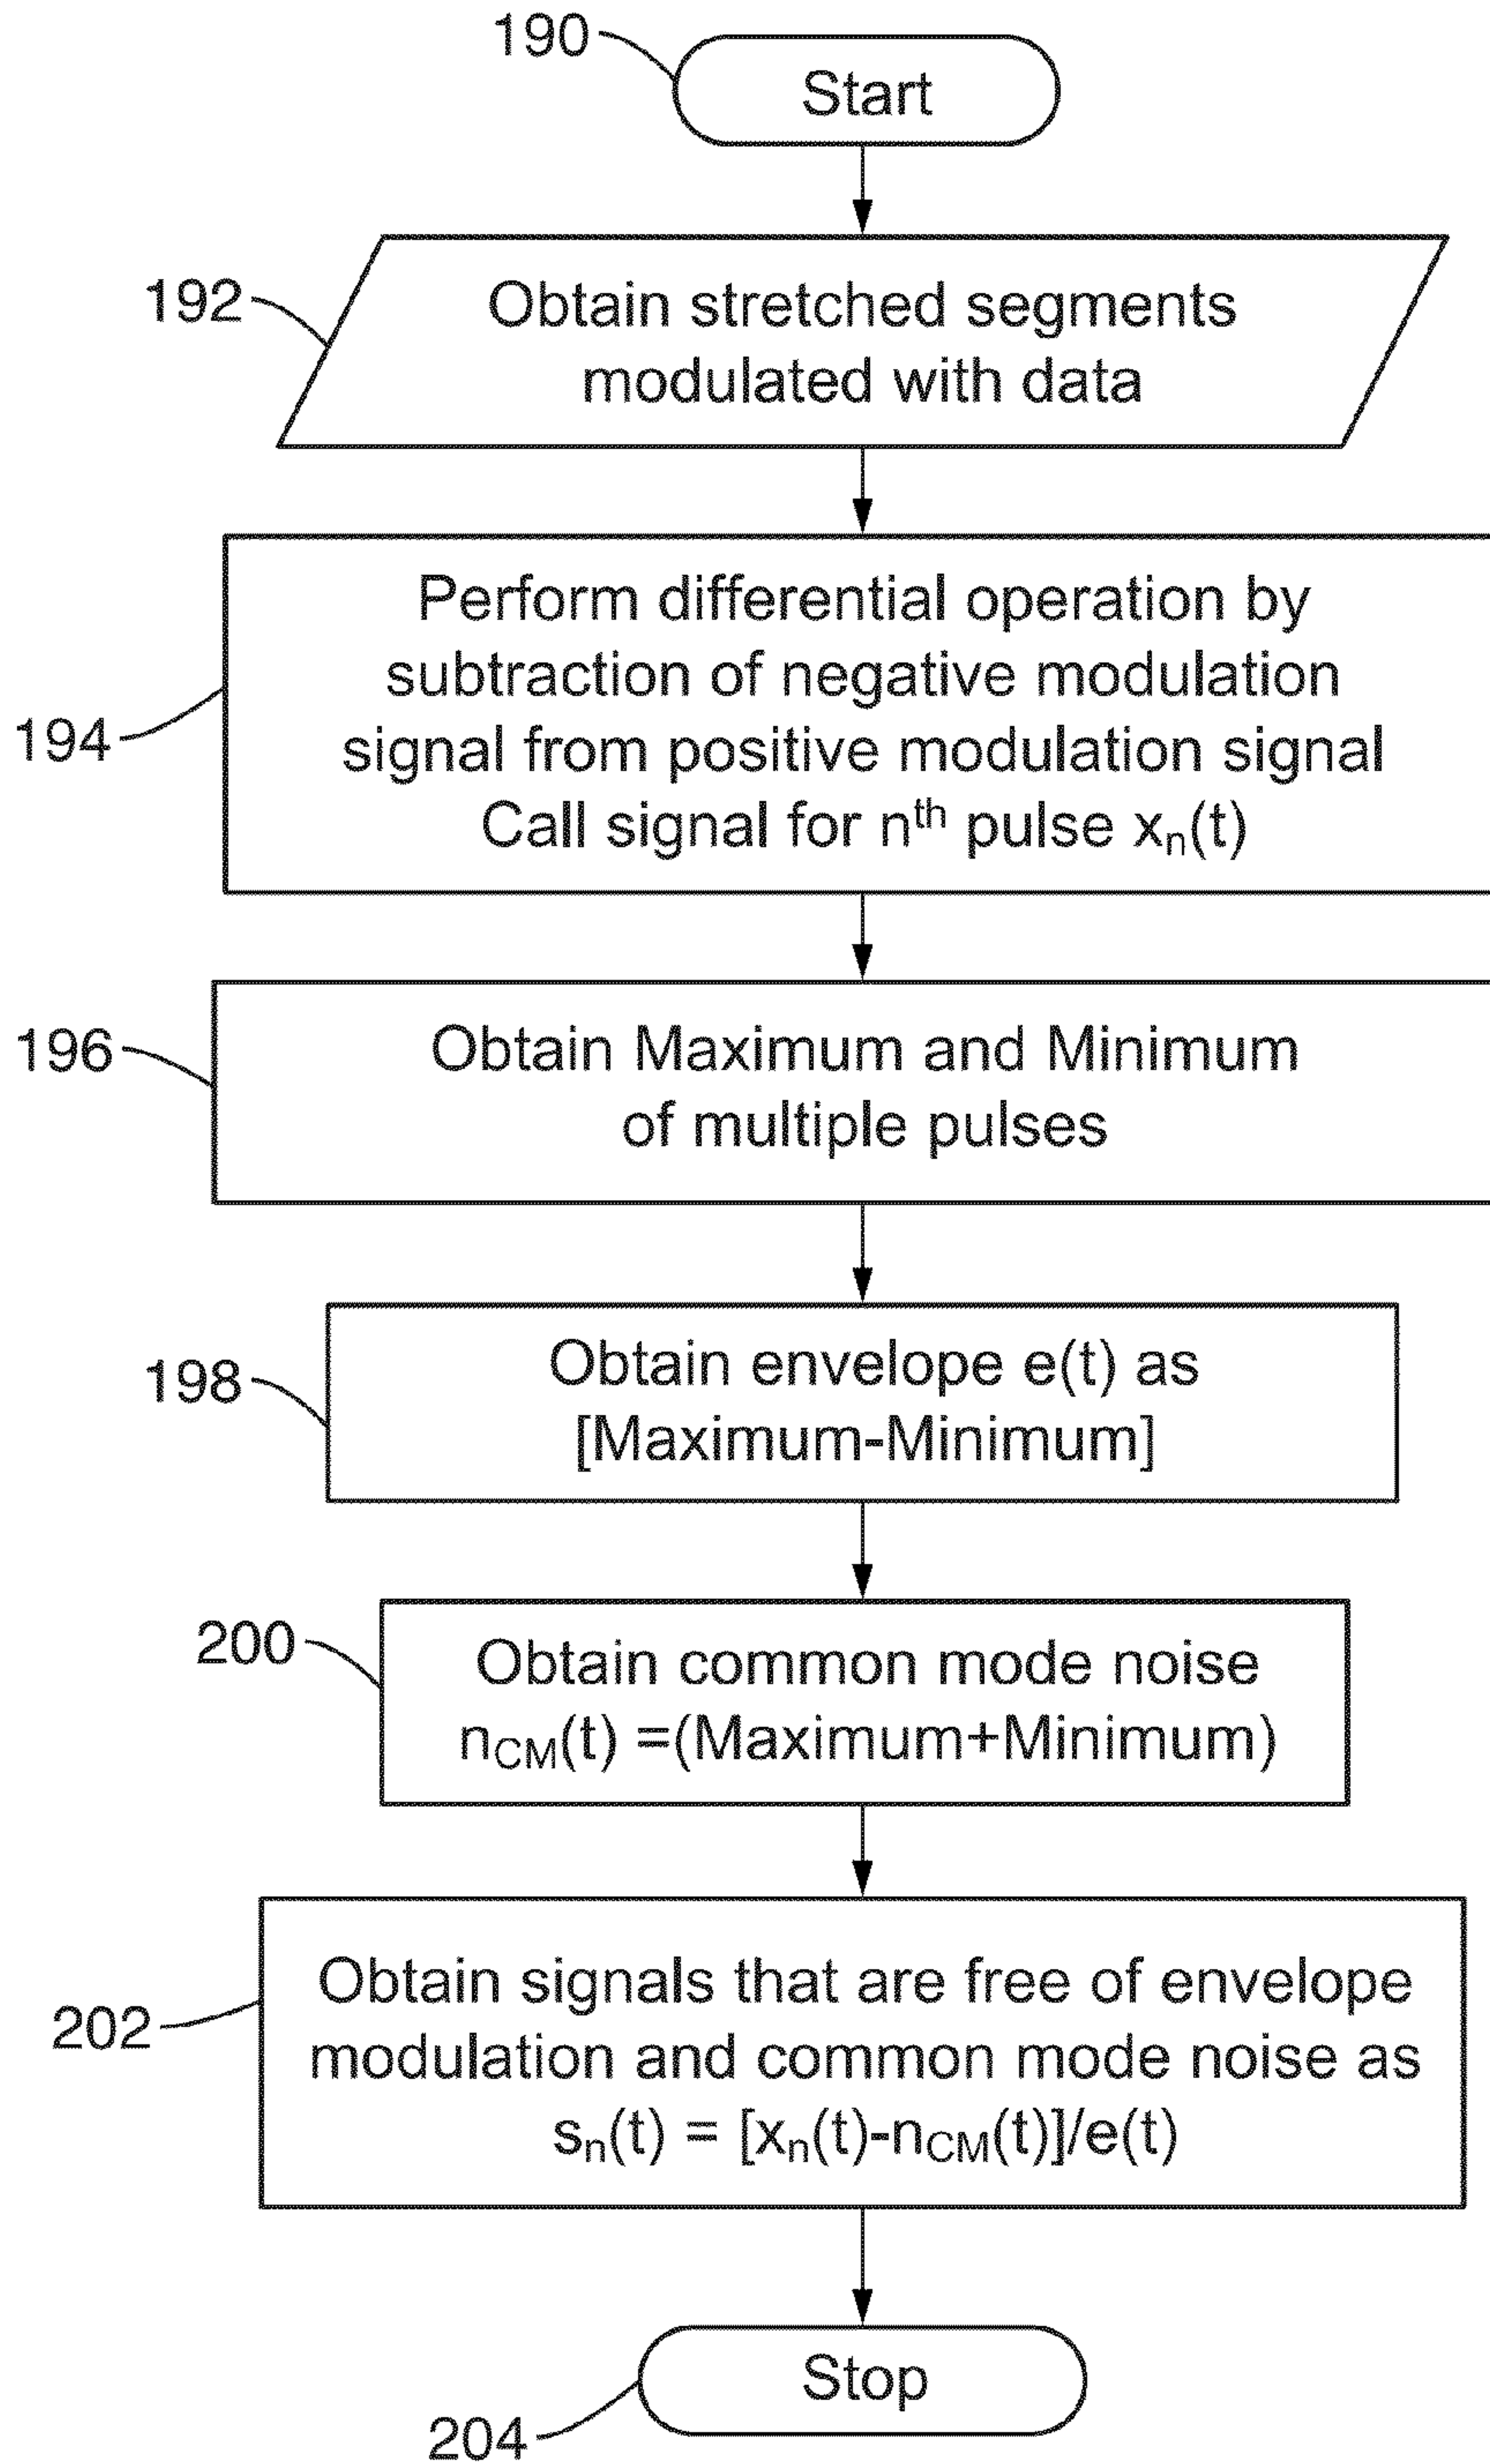 190
Start
192
Obtain stretched segments
modulated with data
194
Perform differential operation by
subtraction of negative modulation
signal from positive modulation signal
Call signal for nth pulse xn(t)
196
Obtain Maximum and Minimum
of multiple pulses
198
Obtain envelope e(t) as
[Maximum-Minimum]
200
Obtain common mode noise
nCM(t) =(Maximum+Minimum)
202
Obtain signals that are free of envelope
modulation and common mode noise as
sn(t) = [xn(t)-nCM(t)]/e(t)
Stop
204